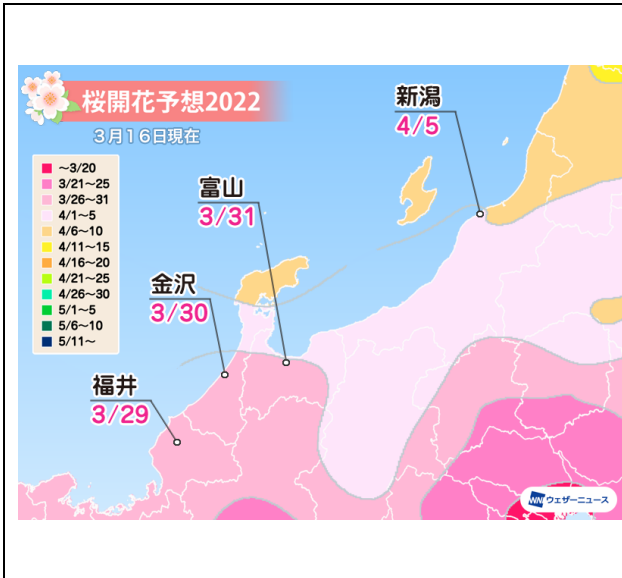 桜開花予想2022
3月16日現在
新潟
4/5
富山
3/31
金沢
3/30
福井
3/29
～3/20
3/21～25
3/26～31
4/1～5
4/6～10
4/11～15
4/16～20
4/21～25
4/26～30
5/1～5
5/6～10
5/11～
WNI ウェザーニュース